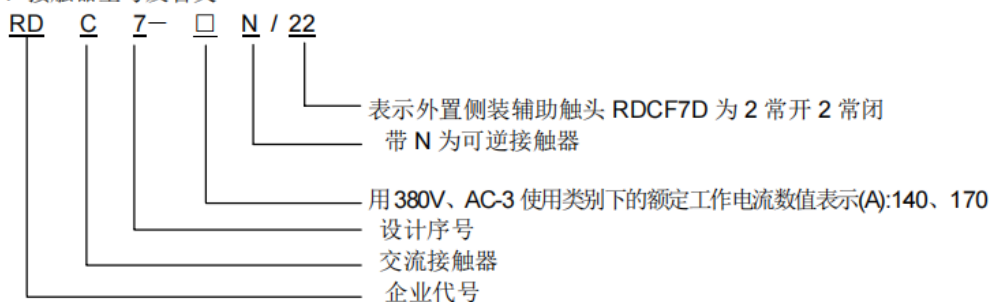 RD C 7－ □ N / 22
表示外置侧装辅助触头 RDCF7D 为 2 常开 2 常闭
带 N 为可逆接触器
用380V、AC-3 使用类别下的额定工作电流数值表示(A):140、170
设计序号
交流接触器
企业代号